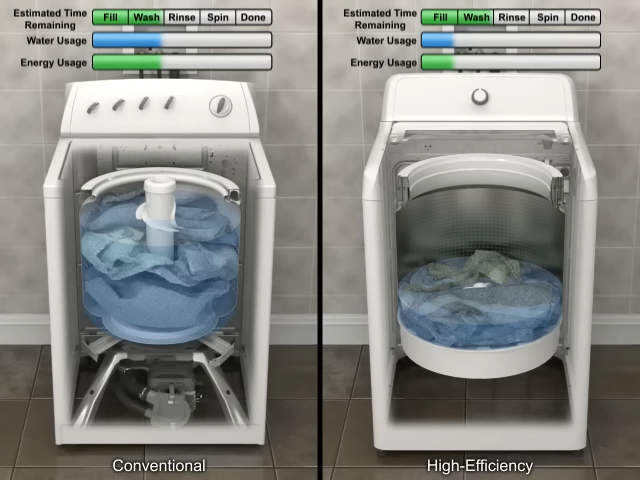 Estimated Time Remaining
Fill Wash Rinse Spin Done
Water Usage
Energy Usage
Conventional
Estimated Time Remaining
Fill Wash Rinse Spin Done
Water Usage
Energy Usage
High-Efficiency